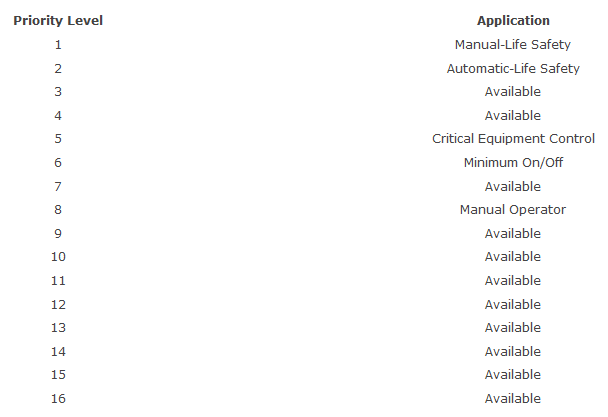 Priority Level Application
1 Manual-Life Safety
2 Automatic-Life Safety
3 Available
4 Available
5 Critical Equipment Control
6 Minimum On/Off
7 Available
8 Manual Operator
9 Available
10 Available
11 Available
12 Available
13 Available
14 Available
15 Available
16 Available